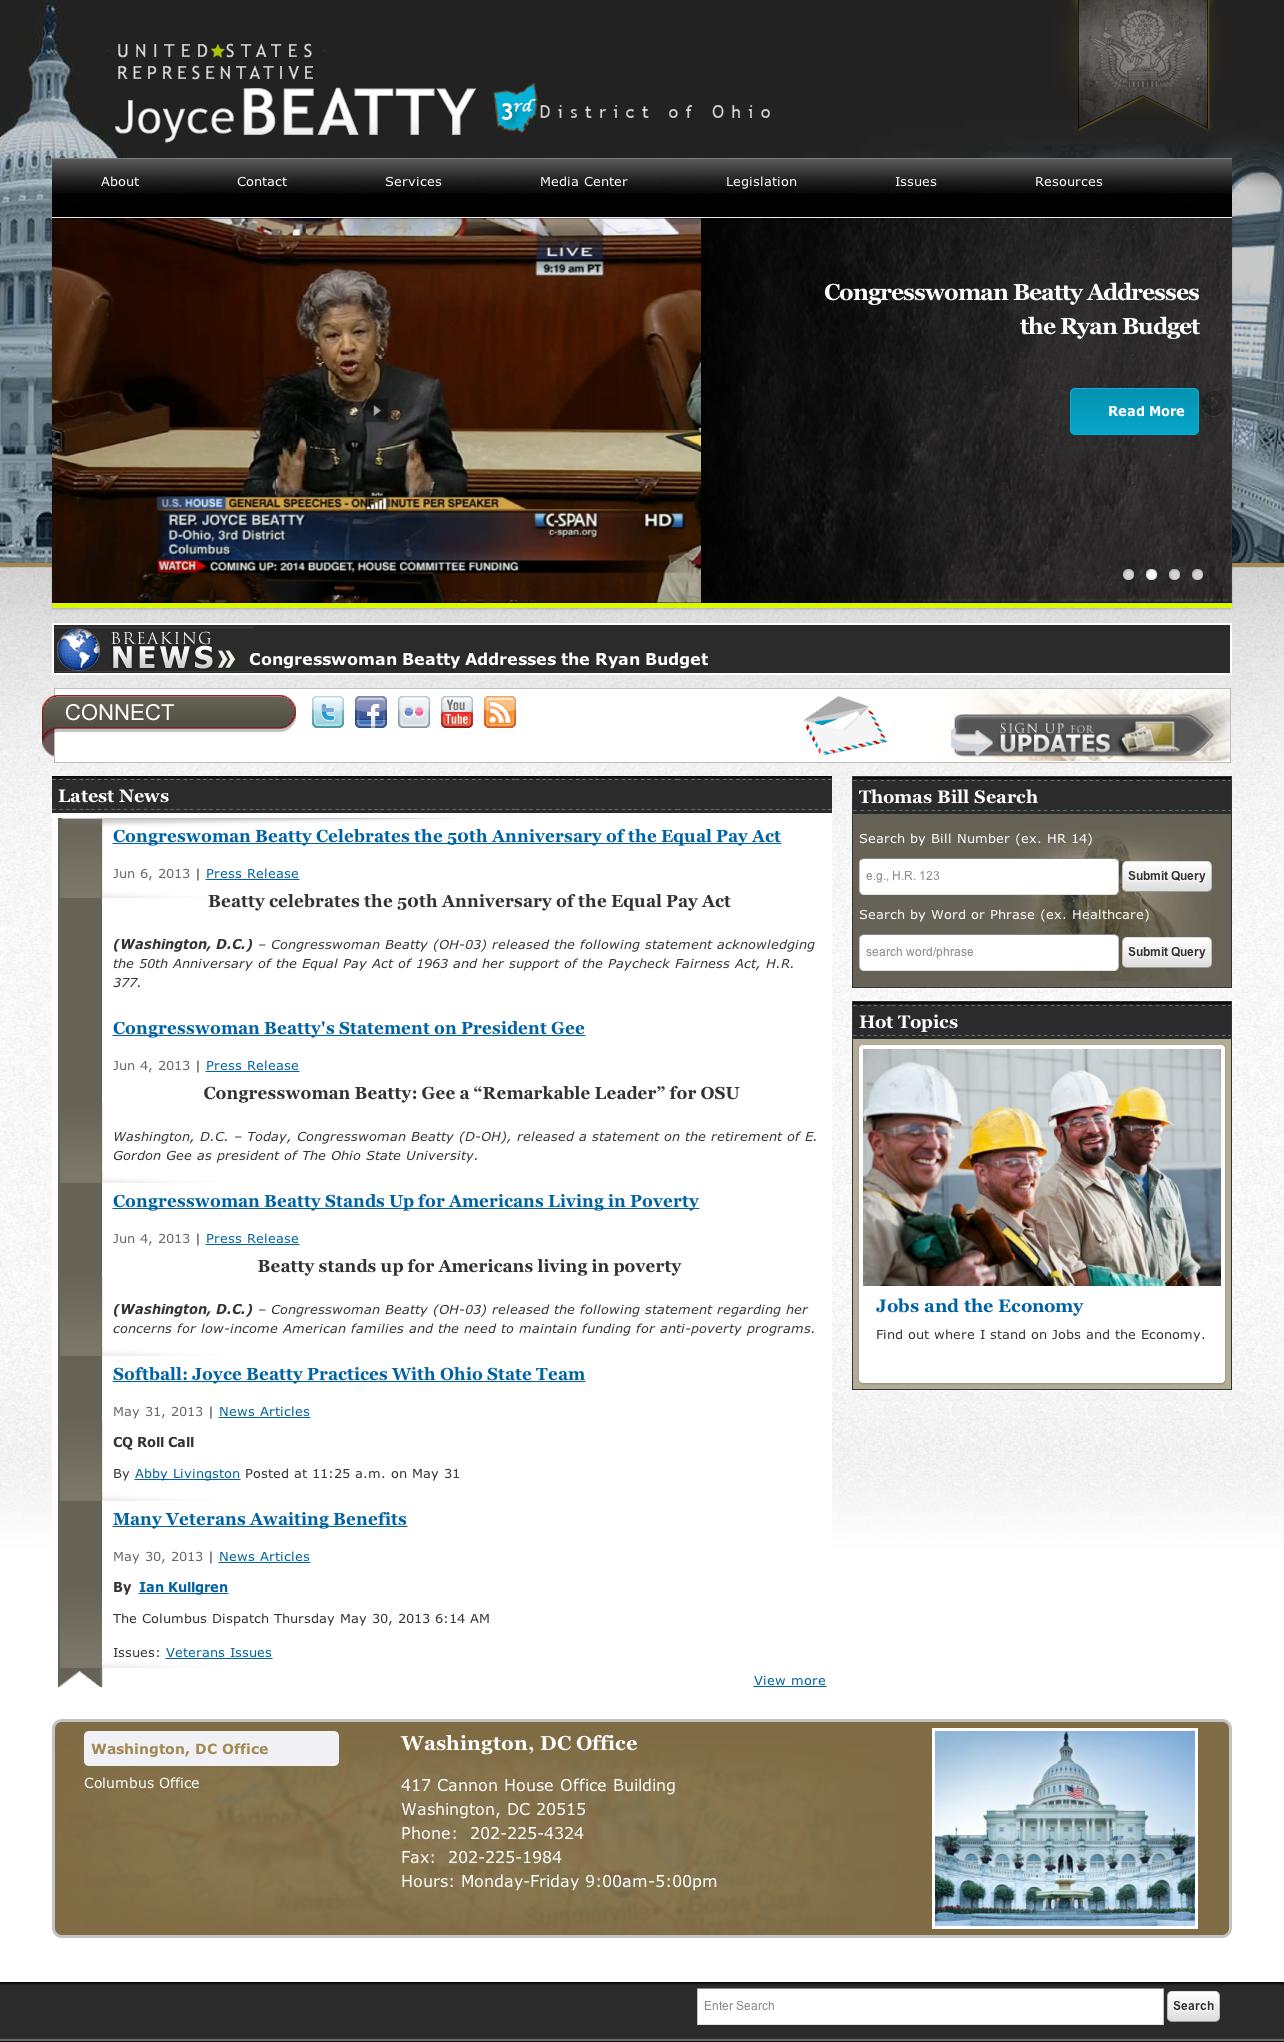 UNITED★STATES
REPRESENTATIVE
Joyce BEATTY 3rd District of Ohio
About Contact Services Media Center Legislation Issues Resources
LIVE
9:19 am PT
U.S. HOUSE GENERAL SPEECHES - ONE MINUTE PER SPEAKER
REP. JOYCE BEATTY
D-Ohio, 3rd District
Columbus
C-SPAN
c-span.org
HD
WATCH COMING UP: 2014 BUDGET, HOUSE COMMITTEE FUNDING
Congresswoman Beatty Addresses
the Ryan Budget
Read More
BREAKING
NEWS» Congresswoman Beatty Addresses the Ryan Budget
CONNECT
You
Tube
SIGN UP FOR
UPDATES
Latest News
Congreswoman Beatty Celebrates the 50th Anniversary of the Equal Pay Act
Jun 6, 2013 | Press Release
Beatty celebrates the 50th Anniversary of the Equal Pay Act
(Washington, D.C.) – Congresswoman Beatty (OH-03) released the following statement acknowledging
the 50th Anniversary of the Equal Pay Act of 1963 and her support of the Paycheck Fairness Act, H.R.
377.
Congresswoman Beatty's Statement on President Gee
Jun 4, 2013 | Press Release
Congresswoman Beatty: Gee a “Remarkable Leader” for OSU
Washington, D.C. – Today, Congresswoman Beatty (D-OH), released a statement on the retirement of E.
Gordon Gee as president of The Ohio State University.
Congresswoman Beatty Stands Up for Americans Living in Poverty
Jun 4, 2013 | Press Release
Beatty stands up for Americans living in poverty
(Washington, D.C.) – Congresswoman Beatty (OH-03) released the following statement regarding her
concerns for low-income American families and the need to maintain funding for anti-poverty programs.
Softball: Joyce Beatty Practices With Ohio State Team
May 31, 2013 | News Articles
CQ Roll Call
By Abby Livingston Posted at 11:25 a.m. on May 31
Many Veterans Awaiting Benefits
May 30, 2013 | News Articles
By Ian Kullgren
The Columbus Dispatch Thursday May 30, 2013 6:14 AM
Issues: Veterans Issues
View more
Thomas Bill Search
Search by Bill Number (ex. HR 14)
e.g., H.R. 123 Submit Query
Search by Word or Phrase (ex. Healthcare)
search word/phrase Submit Query
Hot Topics
Jobs and the Economy
Find out where I stand on Jobs and the Economy.
Washington, DC Office
Columbus Office
Washington, DC Office
417 Cannon House Office Building
Washington, DC 20515
Phone: 202-225-4324
Fax: 202-225-1984
Hours: Monday-Friday 9:00am-5:00pm
Summerville
Enter Search Search